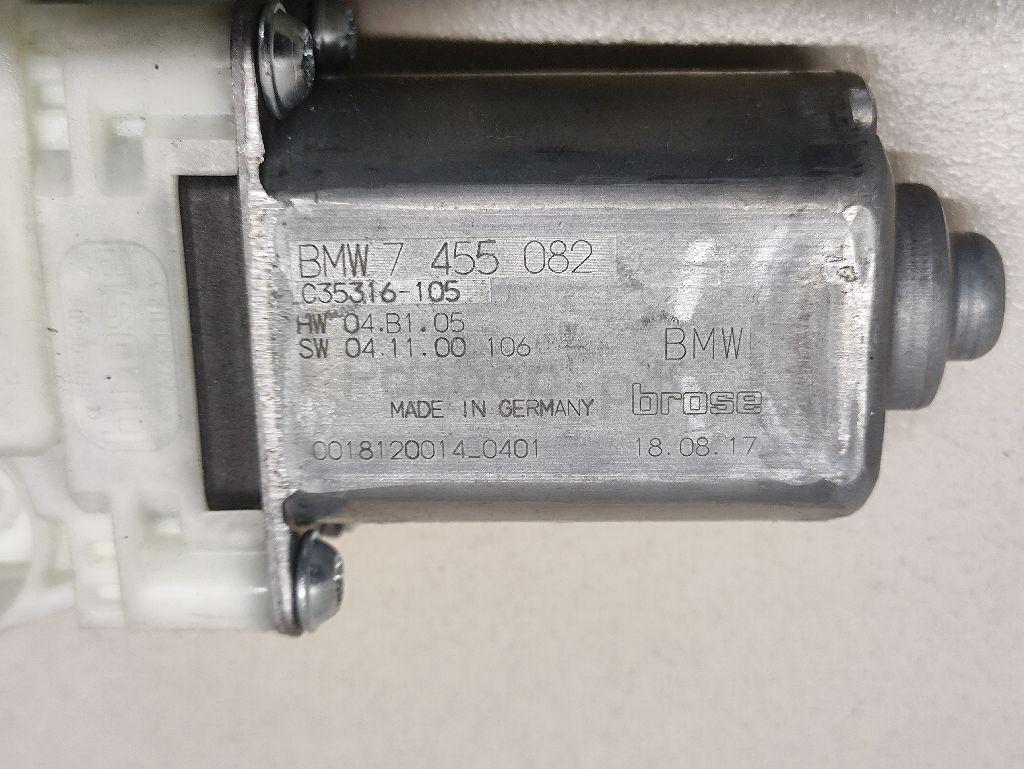 BMW 7 455 082
C35316-105
HW 04.B1.05
SW 04.11.00 106
BMW
MADE IN GERMANY
brose
0018120014_0401
18.08.17